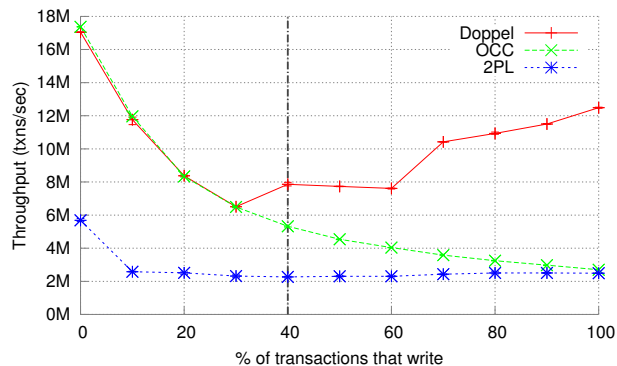 18M
16M
14M
12M
10M
8M
6M
4M
2M
0M
Throughput (txns/sec)
Doppel
OCC
2PL
0 20 40 60 80 100
% of transactions that write